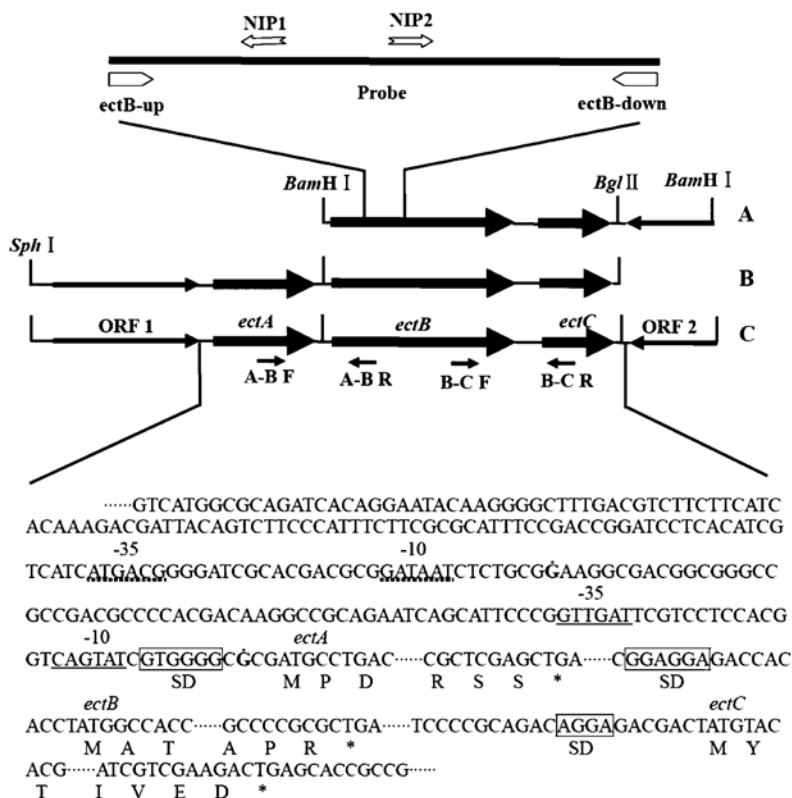 NIP1 NIP2
ectB-up Probe ectB-down
BamH I Bgl II BamH I
A
Sph I
B
ORF 1 ectA ectB ectC ORF 2 C
A-B F A-B R B-C F B-C R
······GTCATGGCGCAGATCACAGGAATACAAGGGGCTTTGACGTCTTCTTCATC
ACAAAGACGATTACAGTCTTCCCATTTCTTCGCGCATTTCCGACCGGATCCTCACATCG
-35 -10
TCATCATGACGGGGATCGCACGACGCGGATAATCTCTGCGGĠAAGGCGACGGCGGGCC
-35
GCCGACGCCCCACGACAAGGCCGCAGAATCAGCATTCCCGGTTGATTCGTCCTCCACG
-10 ectA
GTCAGTATCGTGGGGCĠCGATGCCTGAC······CGCTCGAGCTGA······CGGAGGAGACCAC
SD M P D R S S * SD
ectB ectC
ACCTATGGCCACC······GCCCCGCGCTGA······TCCCCGCAGACAGGAGACGACTATGTAC
M A T A P R * SD M Y
ACG······ATCGTCGAAGACTGAGCACCGCCG······
T I V E D *